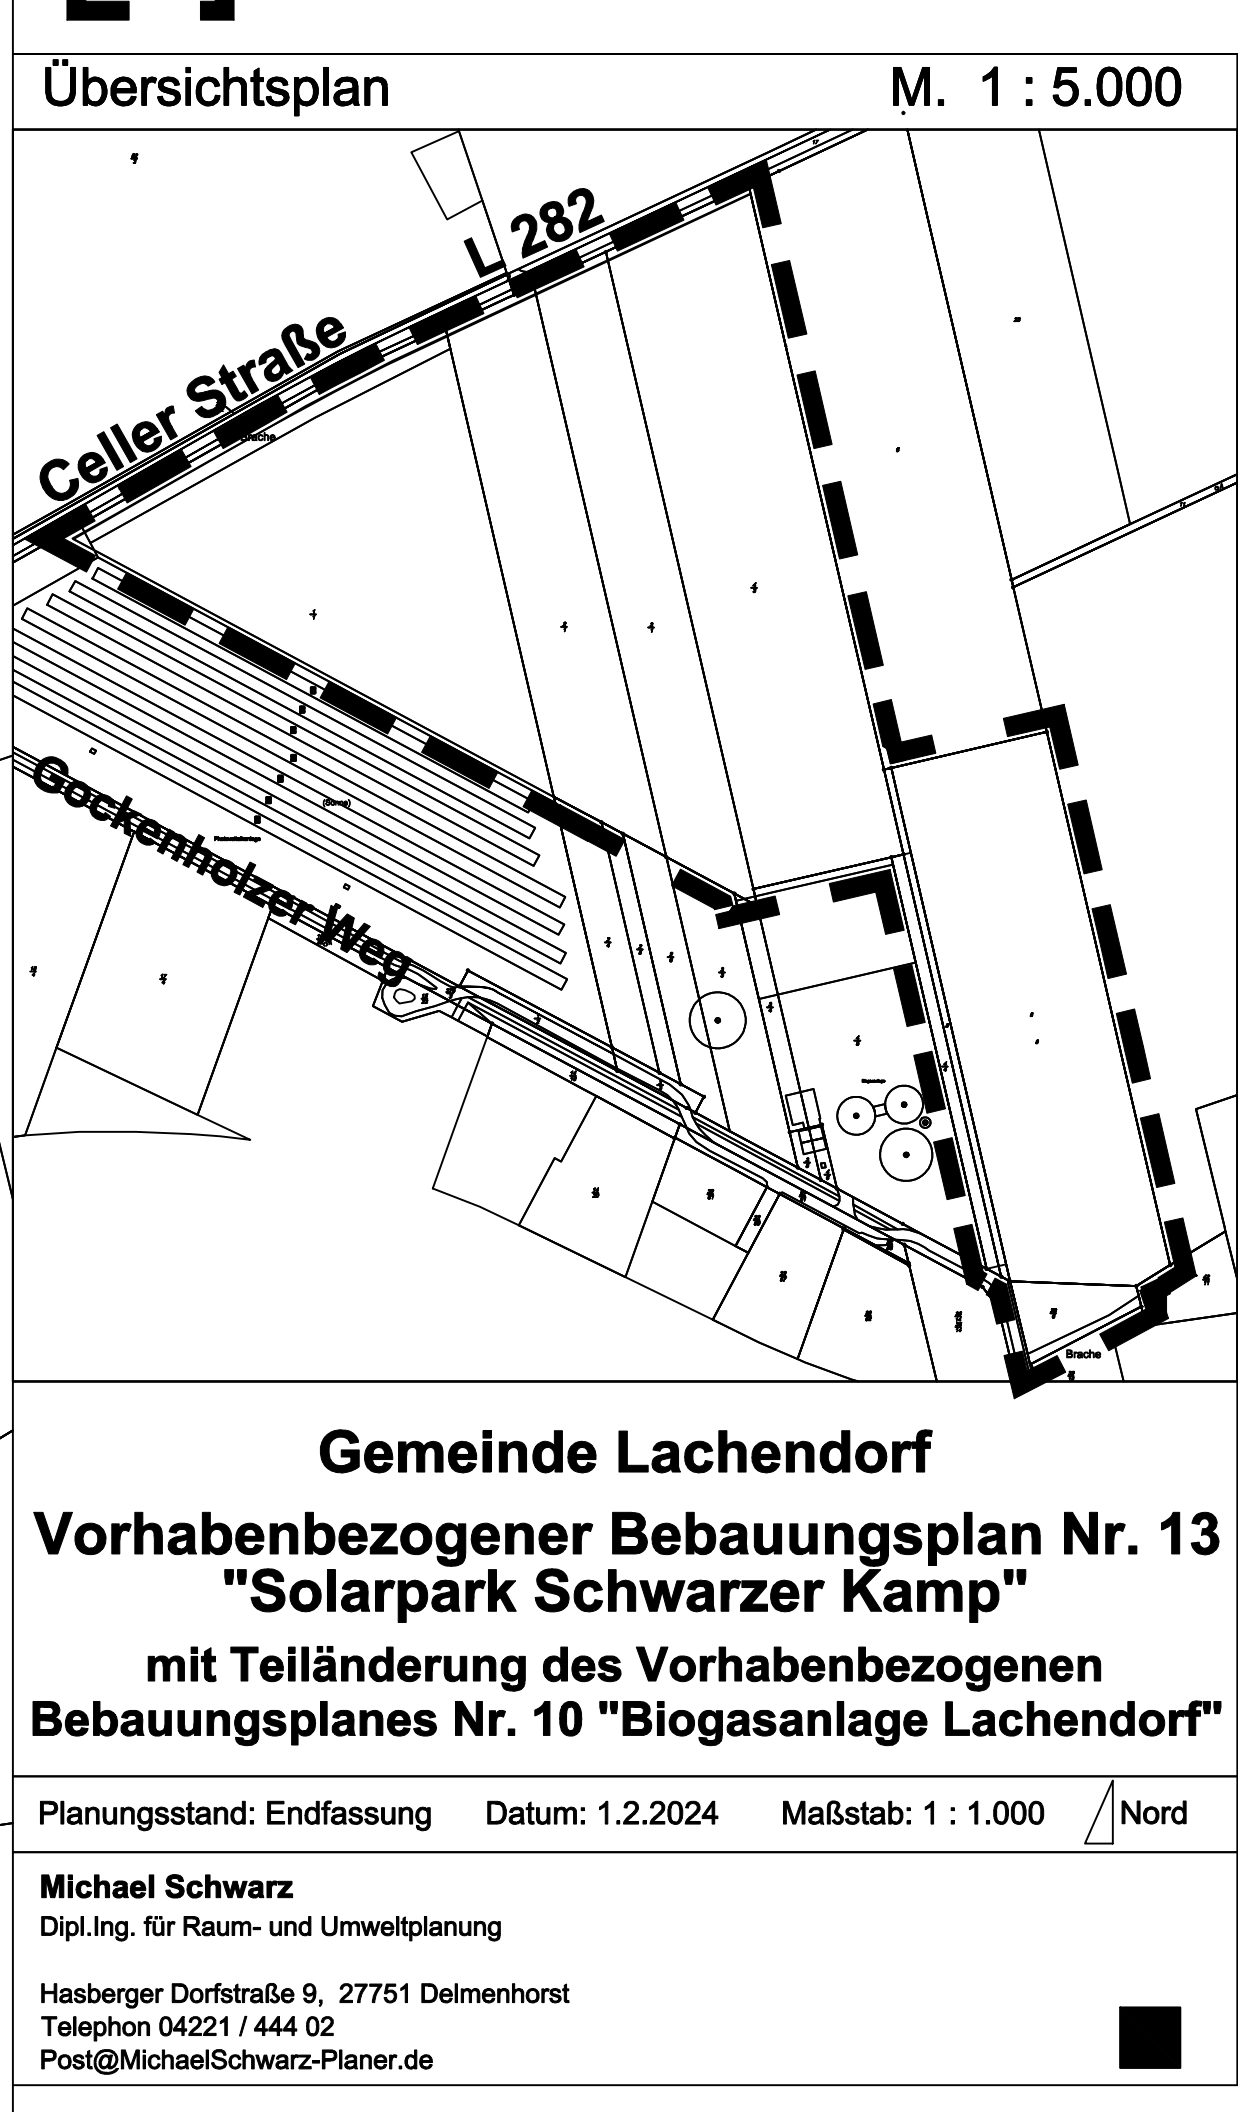 Übersichtsplan M. 1 : 5.000
L 282
Celler Straße
Brache
(Sonne)
Gockenholzer Weg
Brache
Gemeinde Lachendorf
Vorhabenbezogener Bebauungsplan Nr. 13
"Solarpark Schwarzer Kamp"
mit Teiländerung des Vorhabenbezogenen
Bebauungsplanes Nr. 10 "Biogasanlage Lachendorf"
Planungsstand: Endfassung Datum: 1.2.2024 Maßstab: 1 : 1.000 Nord
Michael Schwarz
Dipl.Ing. für Raum- und Umweltplanung
Hasberger Dorfstraße 9, 27751 Delmenhorst
Telephon 04221 / 444 02
Post@MichaelSchwarz-Planer.de